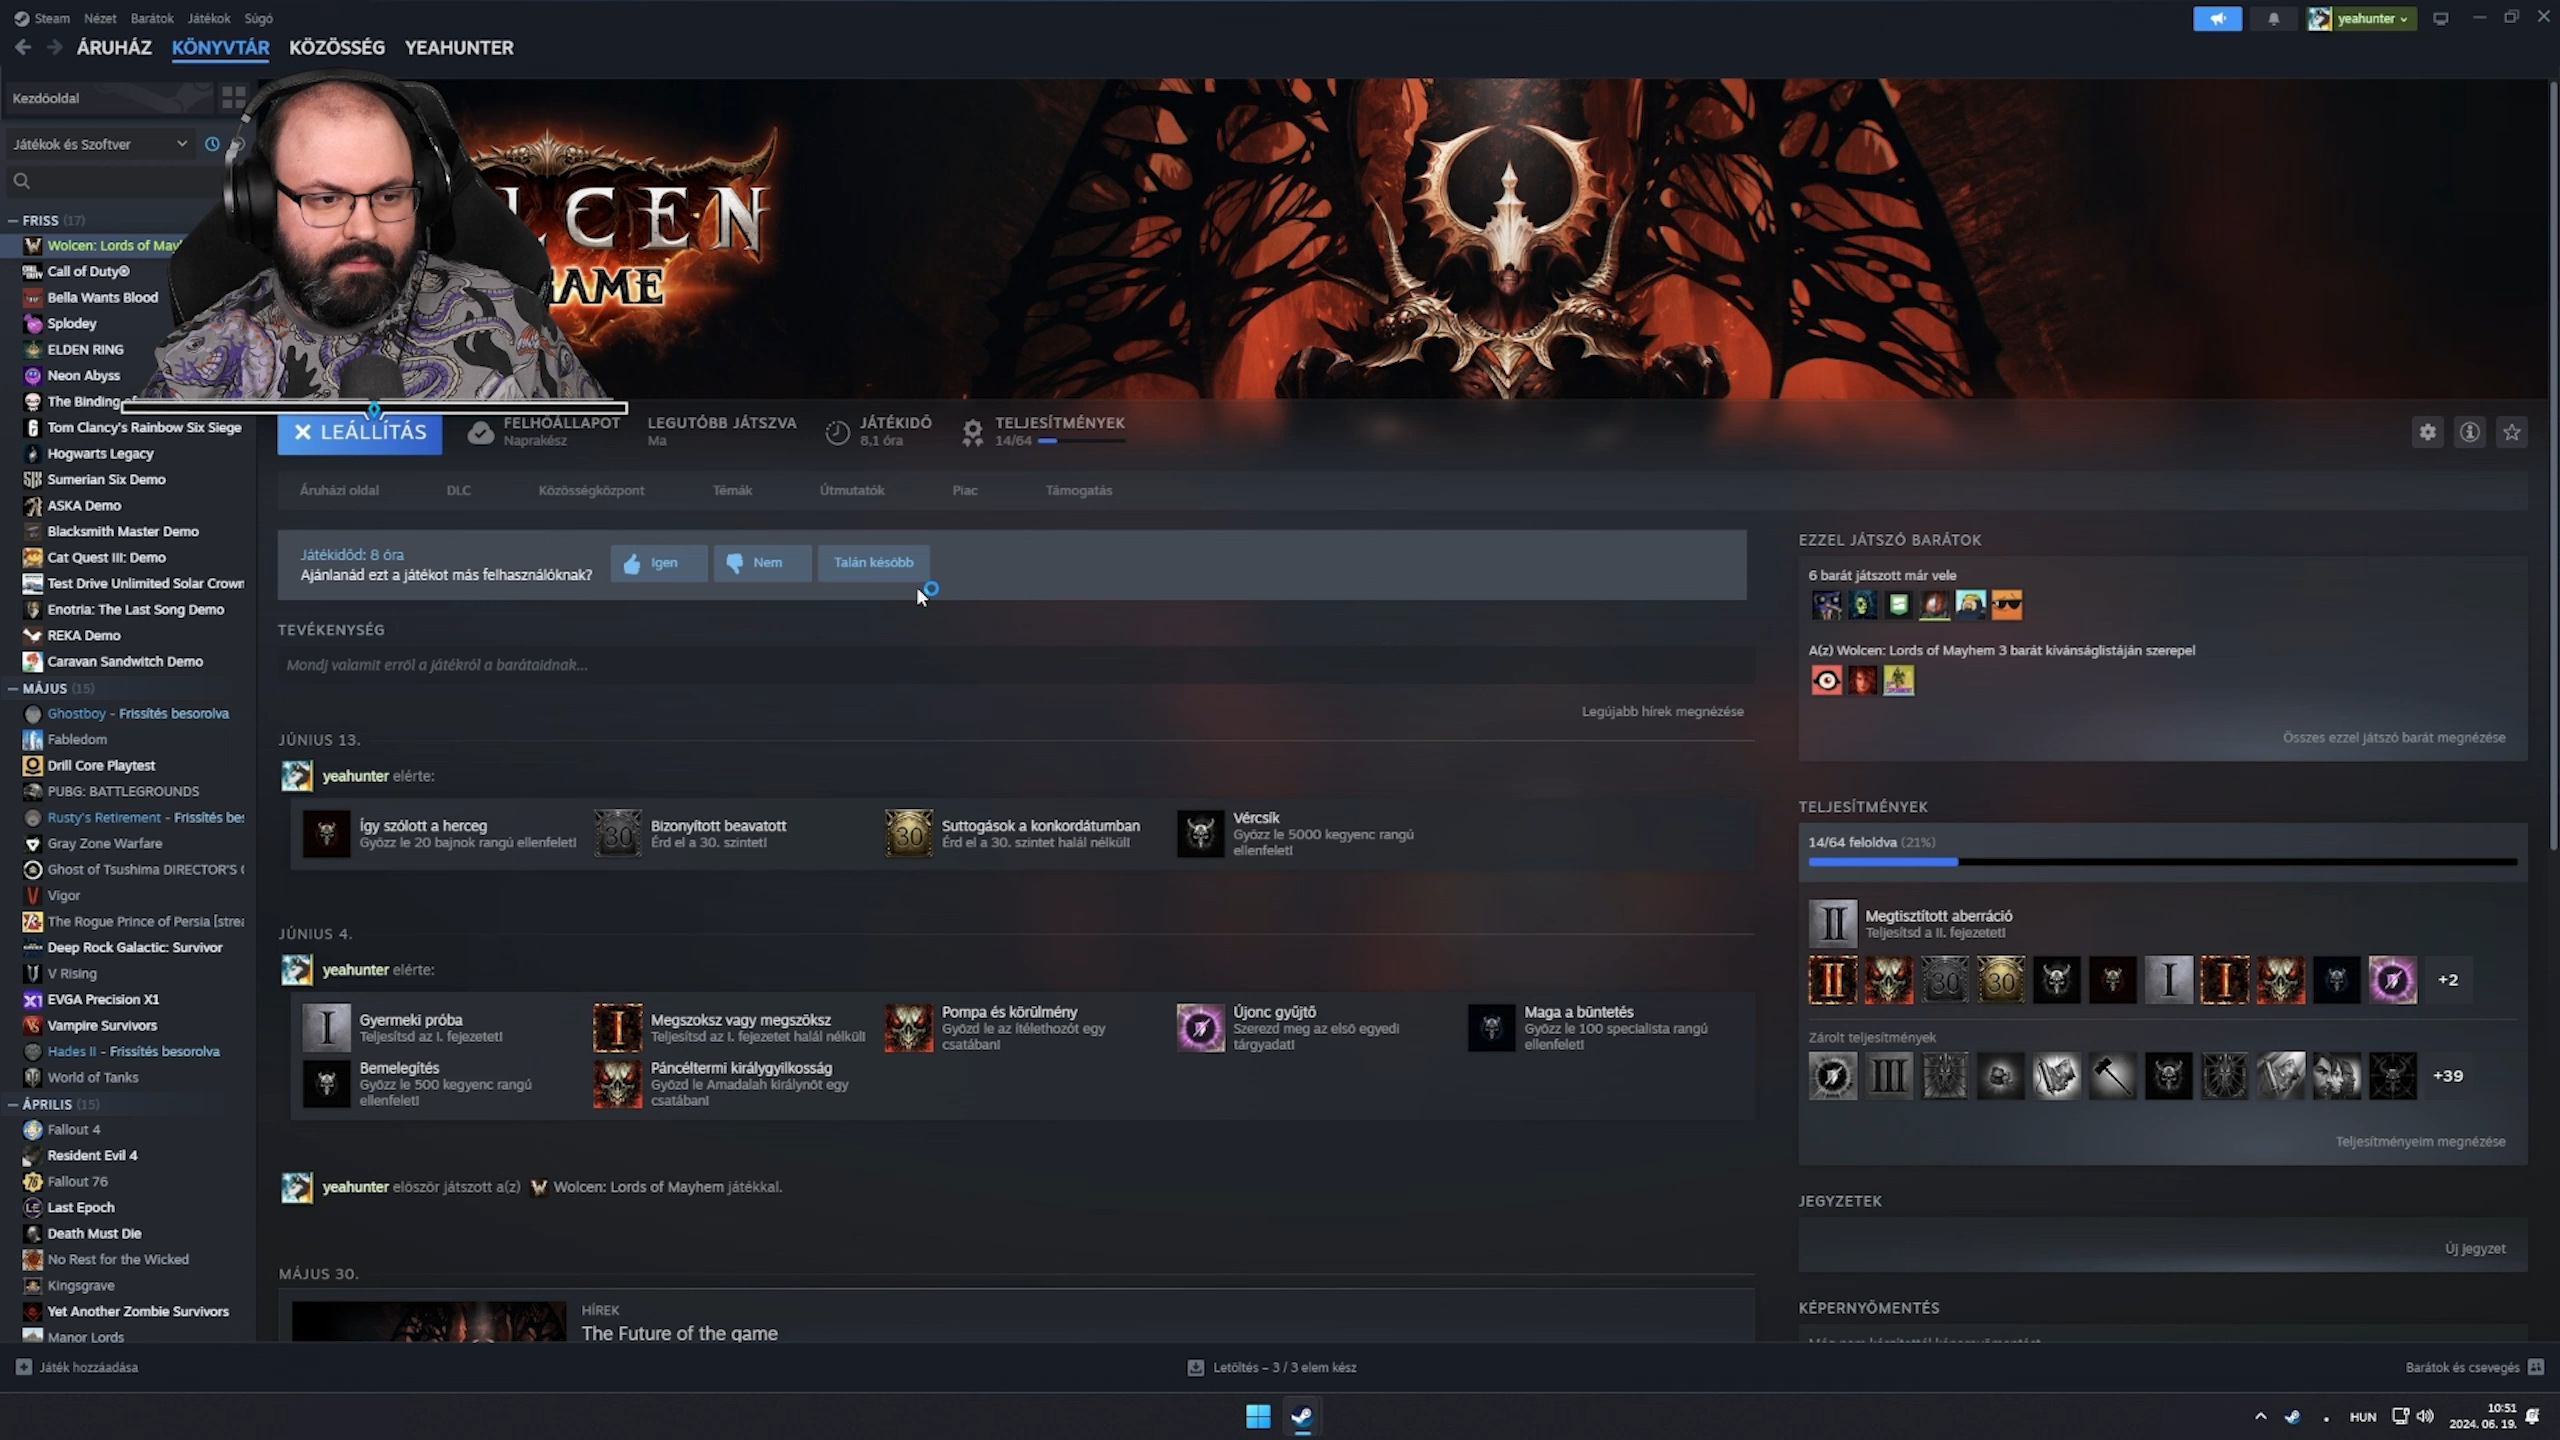 Steam Nézet Barátok Játékok Súgó
yeahunter
ÁRUHÁZ KÖNYVTÁR KÖZÖSSÉG YEAHUNTER
Kezdőoldal
Játékok és Szoftver
FRISS (17)
Wolcen: Lords of
Call of Duty®
Bella Wants Blood
Splodey
ELDEN RING
Neon Abyss
The Binding
Tom Clancy's Rainbow Six Siege
Hogwarts Legacy
Sumerian Six Demo
ASKA Demo
Blacksmith Master Demo
Cat Quest III: Demo
Test Drive Unlimited Solar Crown
Enotria: The Last Song Demo
REKA Demo
Caravan Sandwitch Demo
MÁJUS (15)
Ghostboy - Frissítés besorolva
Fabledom
Drill Core Playtest
PUBG: BATTLEGROUNDS
Rusty's Retirement - Frissítés bes
Gray Zone Warfare
Ghost of Tsushima DIRECTOR'S
Vigor
The Rogue Prince of Persia [strea
Deep Rock Galactic: Survivor
V Rising
EVGA Precision X1
Vampire Survivors
Hades II - Frissítés besorolva
World of Tanks
ÁPRILIS (15)
Fallout 4
Resident Evil 4
Fallout 76
Last Epoch
Death Must Die
No Rest for the Wicked
Kingsgrave
Yet Another Zombie Survivors
Manor Lords
LEÁLLÍTÁS
FELHŐÁLLAPOT
Naprakész
LEGUTÓBB JÁTSZVA
Ma
JÁTÉKIDŐ
8,1 óra
TELJESÍTMÉNYEK
14/64
Áruházi oldal DLC Közösségközpont Témák Útmutatók Piac Támogatás
Játékidőd: 8 óra
Ajánlanád ezt a játékot más felhasználóknak?
Igen Nem Talán később
TEVÉKENYSÉG
Mondj valamit erről a játékról a barátaidnak...
Legújabb hírek megnézése
JÚNIUS 13.
yeahunter elérte:
Így szólott a herceg
Győzz le 20 bajnok rangú ellenfelet!
Bizonyított beavatott
Érd el a 30. szintet!
Suttogások a konkordátumban
Érd el a 30. szintet halál nélkül!
Vércsík
Győzz le 5000 kegyenc rangú
ellenfelet!
JÚNIUS 4.
yeahunter elérte:
Gyermeki próba
Teljesítsd az I. fejezetet!
Megszoksz vagy megszöksz
Teljesítsd az I. fejezetet halál nélkül
Pompa és körülmény
Győzd le az ítélethozót egy
csatában!
Újonc gyűjtő
Szerezd meg az első egyedi
tárgyadat!
Maga a büntetés
Győzz le 100 specialista rangú
ellenfelet!
Bemelegítés
Győzz le 500 kegyenc rangú
ellenfelet!
Páncéltermi királygyilkosság
Győzd le Amadalah királynőt egy
csatában!
yeahunter először játszott a(z) Wolcen: Lords of Mayhem játékkal.
MÁJUS 30.
HÍREK
The Future of the game
EZZEL JÁTSZÓ BARÁTOK
6 barát játszott már vele
A(z) Wolcen: Lords of Mayhem 3 barát kívánságlistáján szerepel
Összes ezzel játszó barát megnézése
TELJESÍTMÉNYEK
14/64 feloldva (21%)
Megtisztított aberráció
Teljesítsd a II. fejezetet!
+2
Zárolt teljesítmények
+39
Teljesítményeim megnézése
JEGYZETEK
Új jegyzet
KÉPERNYŐMENTÉS
Játék hozzáadása
Letöltés – 3 / 3 elem kész
Barátok és csevegés
HUN
10:51
2024. 06. 19.